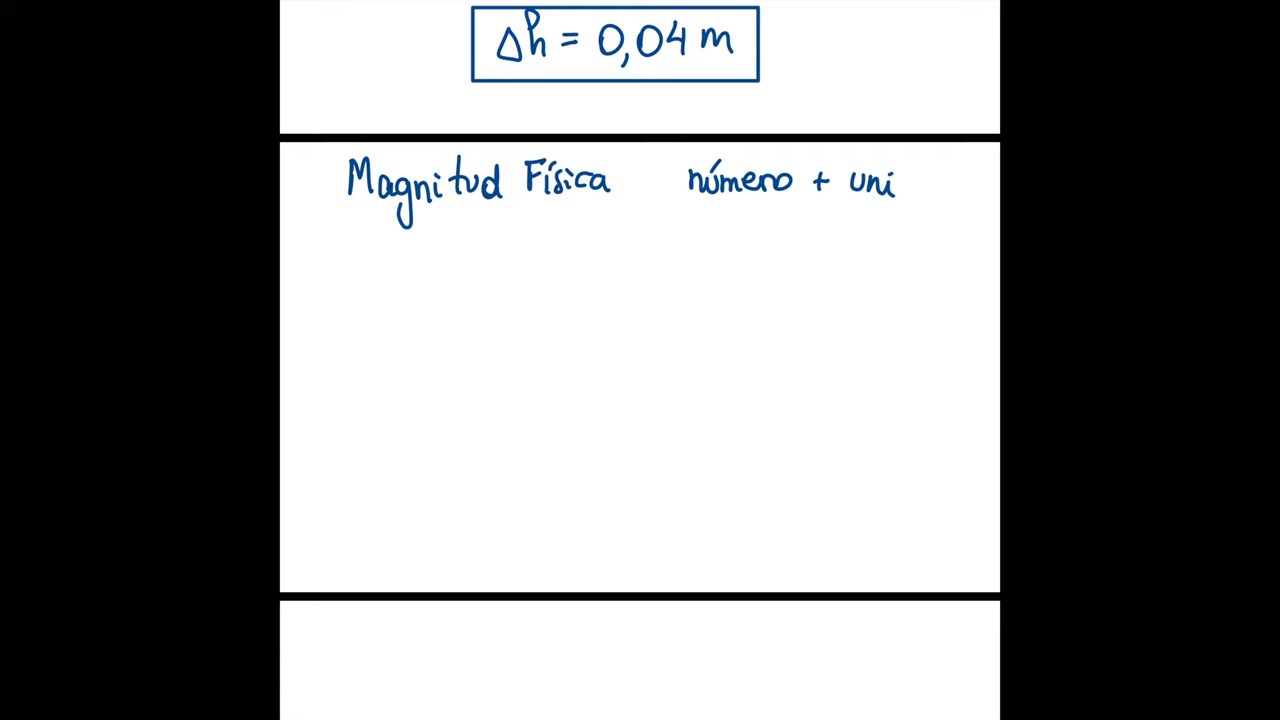 Δh = 0,04 m
Magnitud Física número + uni